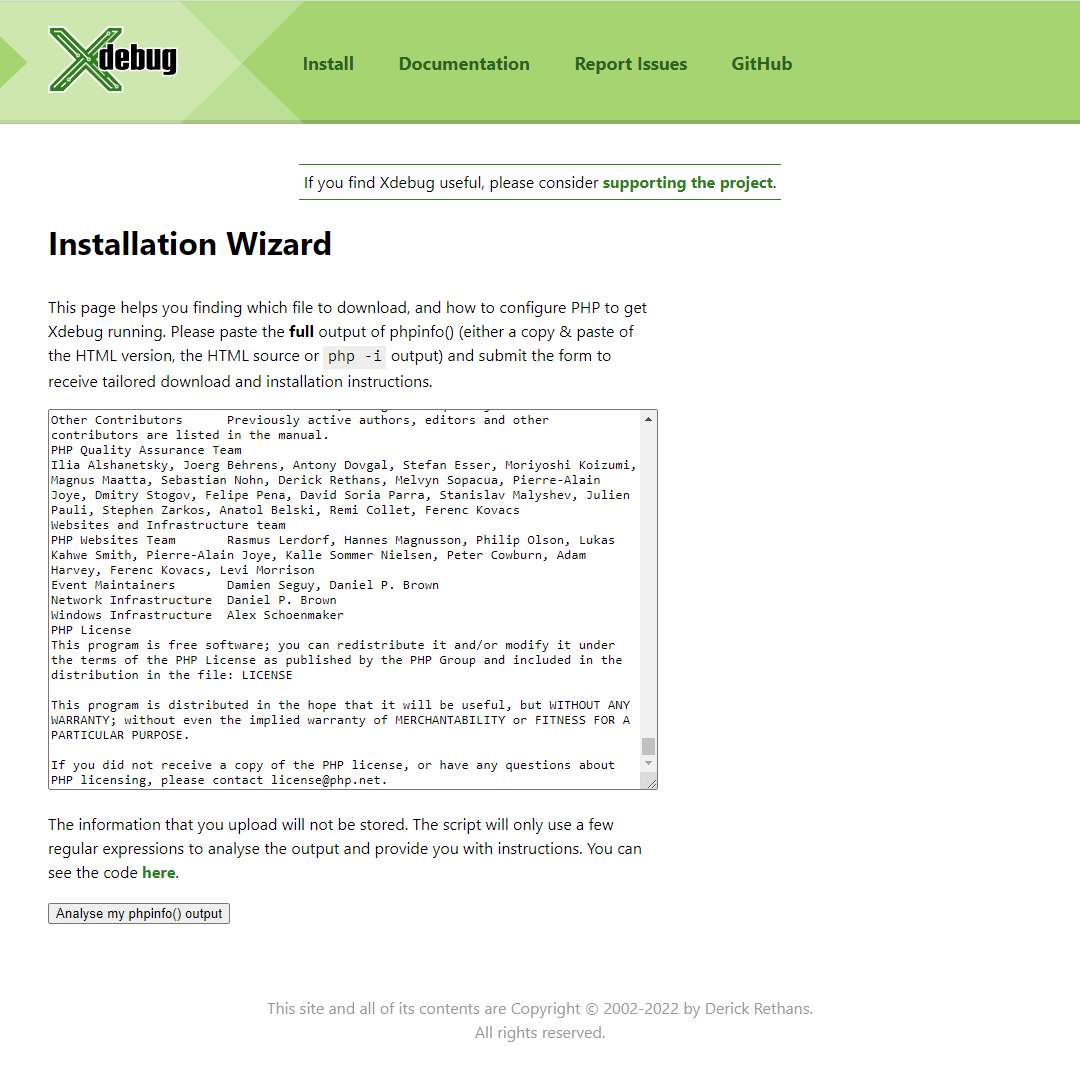 Xdebug
Install Documentation Report Issues GitHub
If you find Xdebug useful, please consider supporting the project.
Installation Wizard
This page helps you finding which file to download, and how to configure PHP to get
Xdebug running. Please paste the full output of phpinfo() (either a copy & paste of
the HTML version, the HTML source or php -i output) and submit the form to
receive tailored download and installation instructions.
Other Contributors Previously active authors, editors and other
contributors are listed in the manual.
PHP Quality Assurance Team
Ilia Alshanetsky, Joerg Behrens, Antony Dovgal, Stefan Esser, Moriyoshi Koizumi,
Magnus Maatta, Sebastian Nohn, Derick Rethans, Melvyn Sopacua, Pierre-Alain
Joye, Dmitry Stogov, Felipe Pena, David Soria Parra, Stanislav Malyshev, Julien
Pauli, Stephen Zarkos, Anatol Belski, Remi Collet, Ferenc Kovacs
Websites and Infrastructure team
PHP Websites Team Rasmus Lerdorf, Hannes Magnusson, Philip Olson, Lukas
Kahwe Smith, Pierre-Alain Joye, Kalle Sommer Nielsen, Peter Cowburn, Adam
Harvey, Ferenc Kovacs, Levi Morrison
Event Maintainers Damien Seguy, Daniel P. Brown
Network Infrastructure Daniel P. Brown
Windows Infrastructure Alex Schoenmaker
PHP License
This program is free software; you can redistribute it and/or modify it under
the terms of the PHP License as published by the PHP Group and included in the
distribution in the file: LICENSE
This program is distributed in the hope that it will be useful, but WITHOUT ANY
WARRANTY; without even the implied warranty of MERCHANTABILITY or FITNESS FOR A
PARTICULAR PURPOSE.
If you did not receive a copy of the PHP license, or have any questions about
PHP licensing, please contact license@php.net.
The information that you upload will not be stored. The script will only use a few
regular expressions to analyse the output and provide you with instructions. You can
see the code here.
Analyse my phpinfo() output
This site and all of its contents are Copyright © 2002-2022 by Derick Rethans.
All rights reserved.